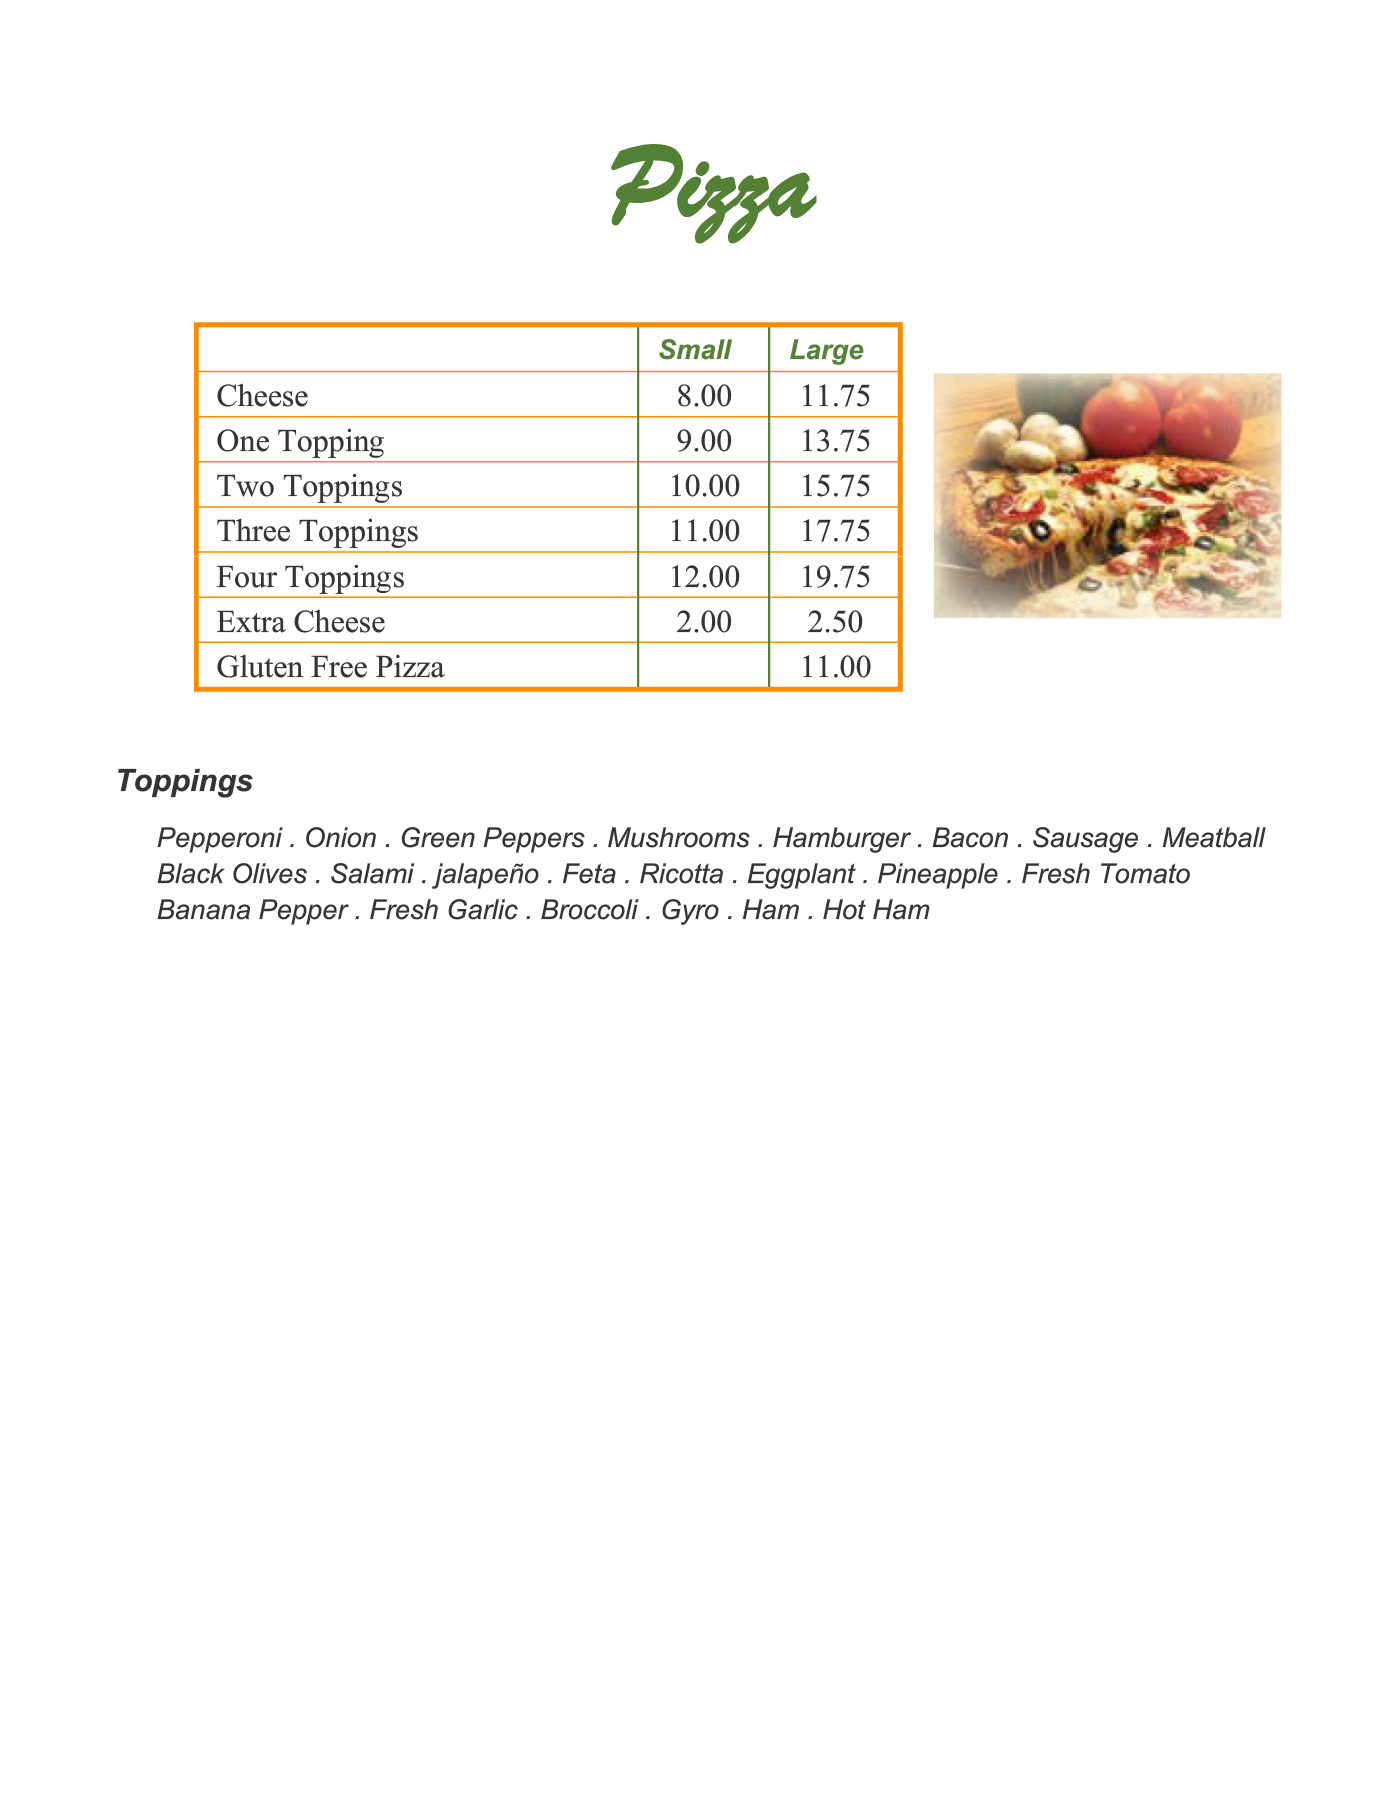 Pizza
Small Large
Cheese 8.00 11.75
One Topping 9.00 13.75
Two Toppings 10.00 15.75
Three Toppings 11.00 17.75
Four Toppings 12.00 19.75
Extra Cheese 2.00 2.50
Gluten Free Pizza 11.00
Toppings
Pepperoni . Onion . Green Peppers . Mushrooms . Hamburger . Bacon . Sausage . Meatball
Black Olives . Salami . jalapeño . Feta . Ricotta . Eggplant . Pineapple . Fresh Tomato
Banana Pepper . Fresh Garlic . Broccoli . Gyro . Ham . Hot Ham